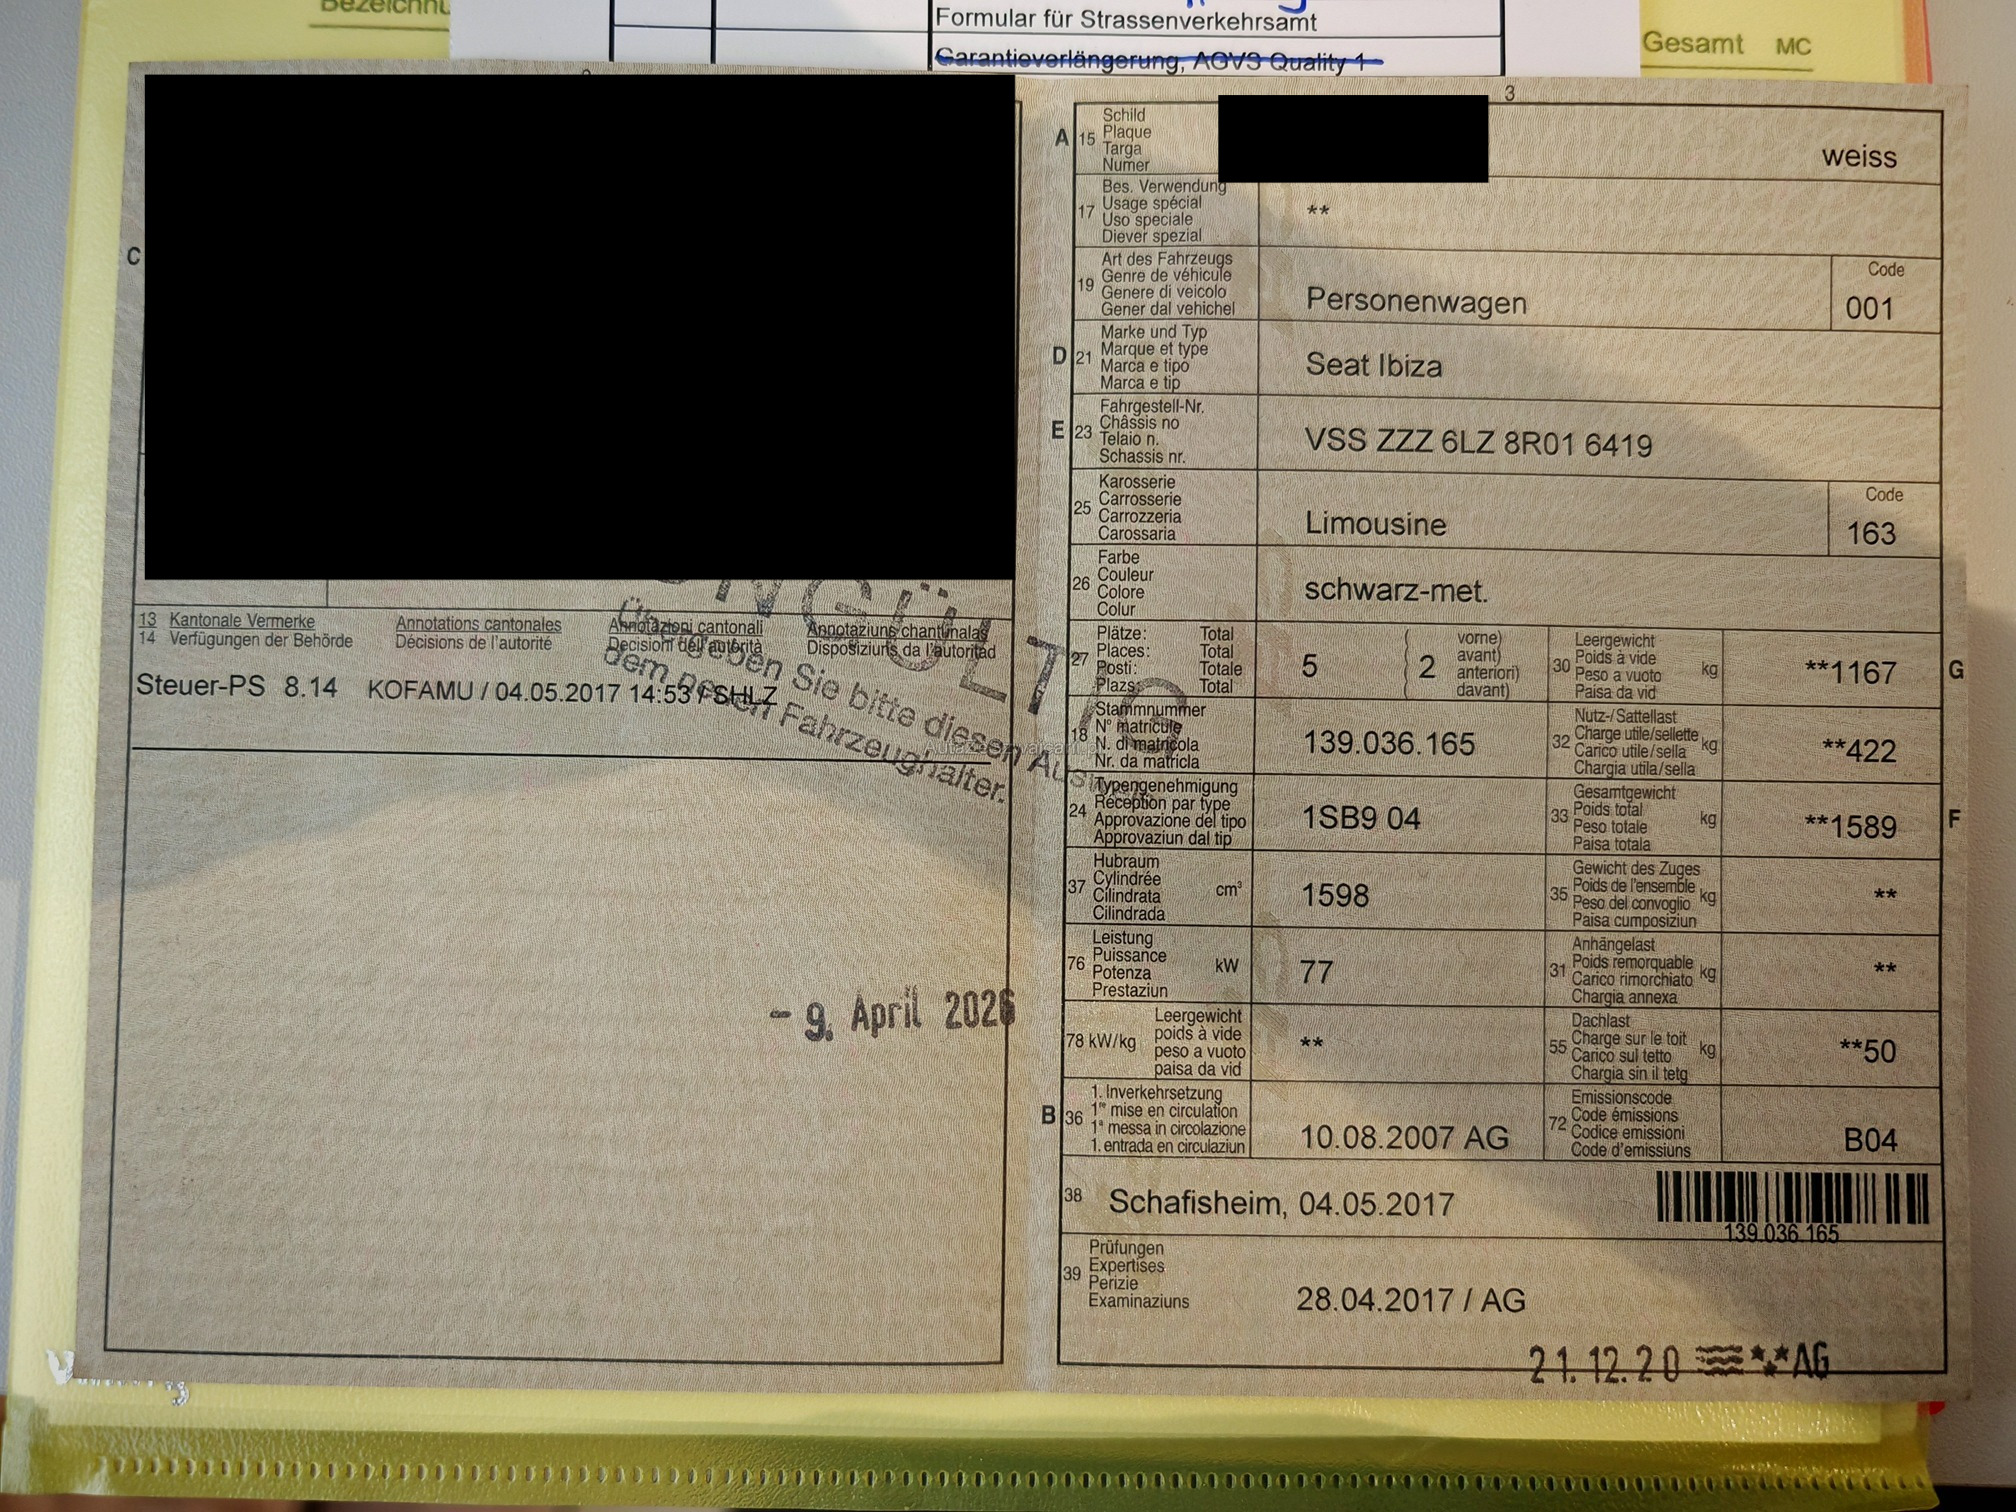 Formular für Strassenverkehrsamt
Garantieverlängerung, AGVS Quality 1
Gesamt MC
3
C
UNGÜLTIG
Übergeben Sie bitte diesen
dem neuen Fahrzeughalter.
13 Kantonale Vermerke Annotations cantonales Annotazioni cantonali Annotaziuns chantunalas
14 Verfügungen der Behörde Décisions de l'autorité Decisioni dell'autorità Disposiziuns da l'autoritad
Steuer-PS 8.14 KOFAMU / 04.05.2017 14:53 / SHLZ
- 9. April 2026
A 15 Schild
Plaque
Targa
Numer
weiss
17 Bes. Verwendung
Usage spécial
Uso speciale
Diever spezial
**
19 Art des Fahrzeugs
Genre de véhicule
Genere di veicolo
Gener dal vehichel
Personenwagen
Code
001
D 21 Marke und Typ
Marque et type
Marca e tipo
Marca e tip
Seat Ibiza
E 23 Fahrgestell-Nr.
Châssis no
Telaio n.
Schassis nr.
VSS ZZZ 6LZ 8R01 6419
25 Karosserie
Carrosserie
Carrozzeria
Carossaria
Limousine
Code
163
26 Farbe
Couleur
Colore
Colur
schwarz-met.
27 Plätze: Total
Places: Total
Posti: Totale
Plazs: Total
5
2
vorne)
avant)
anteriori)
davant)
30 Leergewicht
Poids à vide
Peso a vuoto
Paisa da vid
kg
**1167
G
18 Stammnummer
N° matricule
N. di matricola
Nr. da matricla
139.036.165
32 Nutz-/Sattellast
Charge utile/sellette
Carico utile/sella
Chargia utila/sella
kg
**422
24 Typengenehmigung
Réception par type
Approvazione del tipo
Approvaziun dal tip
1SB9 04
33 Gesamtgewicht
Poids total
Peso totale
Paisa totala
kg
**1589
F
37 Hubraum
Cylindrée
Cilindrata
Cilindrada
cm³
1598
35 Gewicht des Zuges
Poids de l'ensemble
Peso del convoglio
Paisa cumposiziun
kg
**
76 Leistung
Puissance
Potenza
Prestaziun
kW
77
31 Anhängelast
Poids remorquable
Carico rimorchiato
Chargia annexa
kg
**
78 kW/kg Leergewicht
poids à vide
peso a vuoto
paisa da vid
**
55 Dachlast
Charge sur le toit
Carico sul tetto
Chargia sin il tetg
kg
**50
B 36 1. Inverkehrsetzung
1re mise en circulation
1a messa in circolazione
1. entrada en circulaziun
10.08.2007 AG
72 Emissionscode
Code émissions
Codice emissioni
Code d'emissiuns
B04
38 Schafisheim, 04.05.2017
139.036.165
39 Prüfungen
Expertises
Perizie
Examinaziuns
28.04.2017 / AG
21.12.20 AG